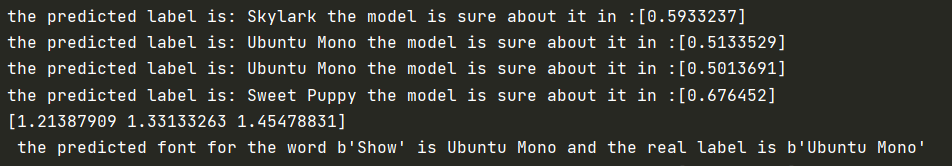 the predicted label is: Skylark the model is sure about it in :[0.5933237]
the predicted label is: Ubuntu Mono the model is sure about it in :[0.5133529]
the predicted label is: Ubuntu Mono the model is sure about it in :[0.5013691]
the predicted label is: Sweet Puppy the model is sure about it in :[0.676452]
[1.21387909 1.33133263 1.45478831]
 the predicted font for the word b'Show' is Ubuntu Mono and the real label is b'Ubuntu Mono'